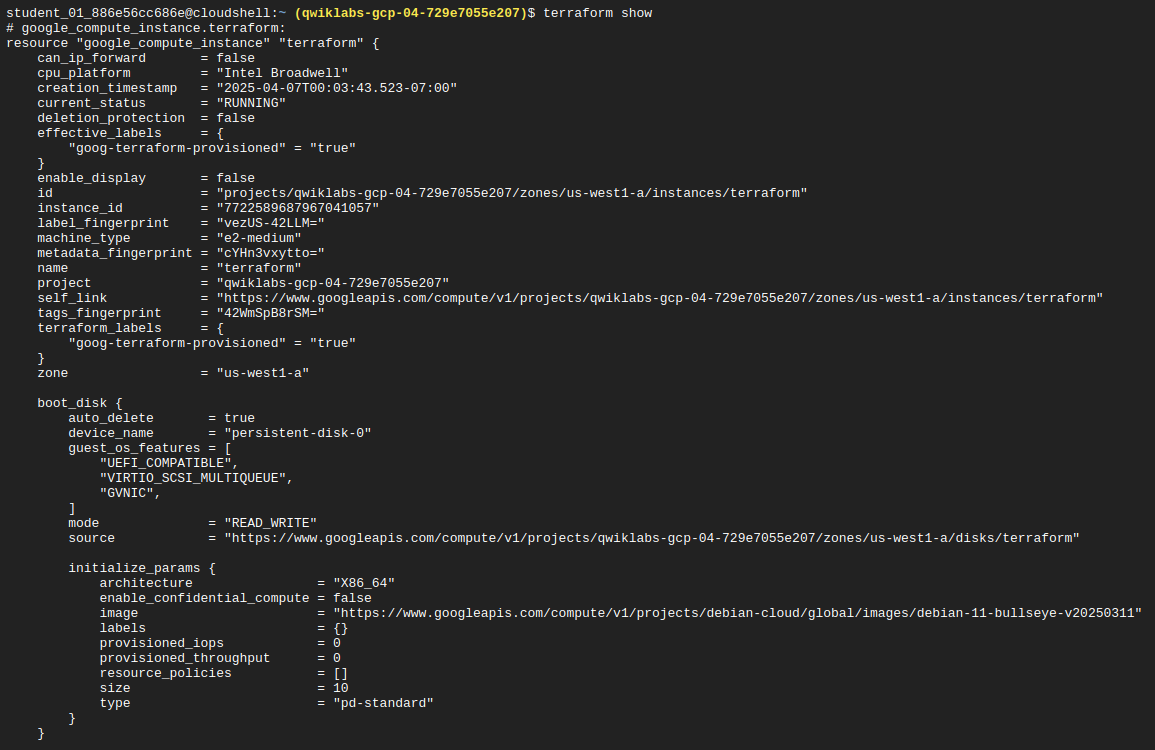 student_01_886e56cc686e@cloudshell:~ (qwiklabs-gcp-04-729e7055e207)$ terraform show
# google_compute_instance.terraform:
resource "google_compute_instance" "terraform" {
    can_ip_forward       = false
    cpu_platform         = "Intel Broadwell"
    creation_timestamp   = "2025-04-07T00:03:43.523-07:00"
    current_status       = "RUNNING"
    deletion_protection  = false
    effective_labels     = {
        "goog-terraform-provisioned" = "true"
    }
    enable_display       = false
    id                   = "projects/qwiklabs-gcp-04-729e7055e207/zones/us-west1-a/instances/terraform"
    instance_id          = "7722589687967041057"
    label_fingerprint    = "vezUS-42LLM="
    machine_type         = "e2-medium"
    metadata_fingerprint = "cYHn3vxytto="
    name                 = "terraform"
    project              = "qwiklabs-gcp-04-729e7055e207"
    self_link            = "https://www.googleapis.com/compute/v1/projects/qwiklabs-gcp-04-729e7055e207/zones/us-west1-a/instances/terraform"
    tags_fingerprint     = "42WmSpB8rSM="
    terraform_labels     = {
        "goog-terraform-provisioned" = "true"
    }
    zone                 = "us-west1-a"

    boot_disk {
        auto_delete       = true
        device_name       = "persistent-disk-0"
        guest_os_features = [
            "UEFI_COMPATIBLE",
            "VIRTIO_SCSI_MULTIQUEUE",
            "GVNIC",
        ]
        mode              = "READ_WRITE"
        source            = "https://www.googleapis.com/compute/v1/projects/qwiklabs-gcp-04-729e7055e207/zones/us-west1-a/disks/terraform"

        initialize_params {
            architecture                = "X86_64"
            enable_confidential_compute = false
            image                       = "https://www.googleapis.com/compute/v1/projects/debian-cloud/global/images/debian-11-bullseye-v20250311"
            labels                      = {}
            provisioned_iops            = 0
            provisioned_throughput      = 0
            resource_policies           = []
            size                        = 10
            type                        = "pd-standard"
        }
    }